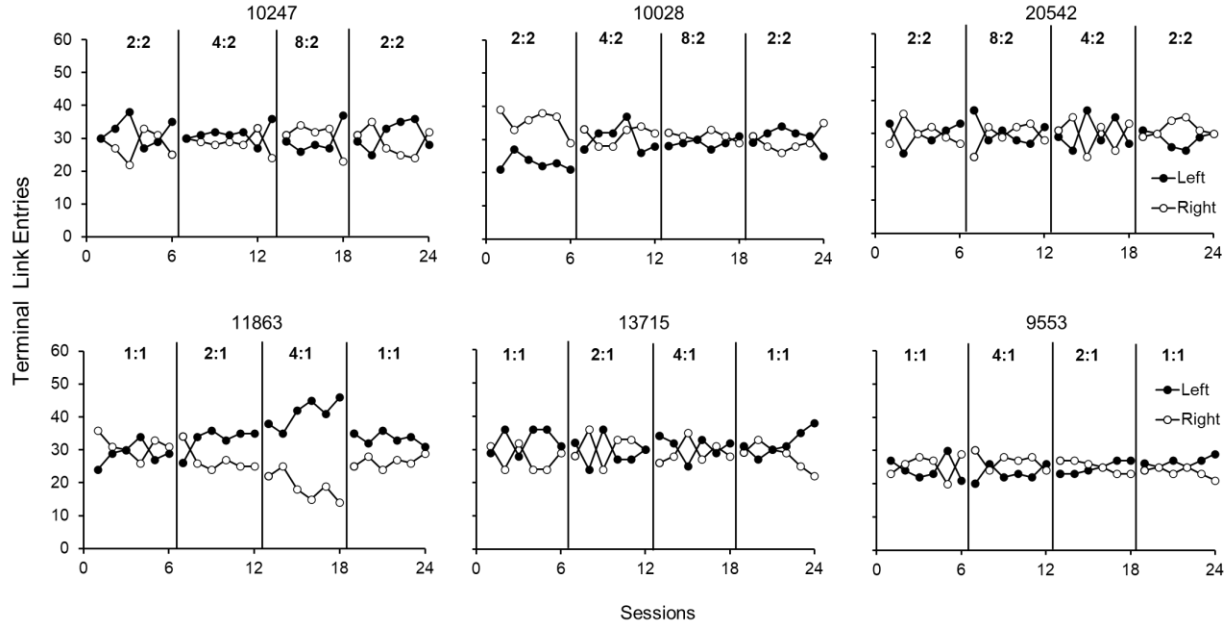 10247 10028 20542
60 2:2 4:2 8:2 2:2 2:2 4:2 8:2 2:2 2:2 8:2 4:2 2:2
50
40
30
20 Left
10 Right
0
0 6 12 18 24 0 6 12 18 24 0 6 12 18 24
Terminal Link Entries
11863 13715 9553
60 1:1 2:1 4:1 1:1 1:1 2:1 4:1 1:1 1:1 4:1 2:1 1:1
50
40 Left
30 Right
20
10
0
0 6 12 18 24 0 6 12 18 24 0 6 12 18 24
Sessions